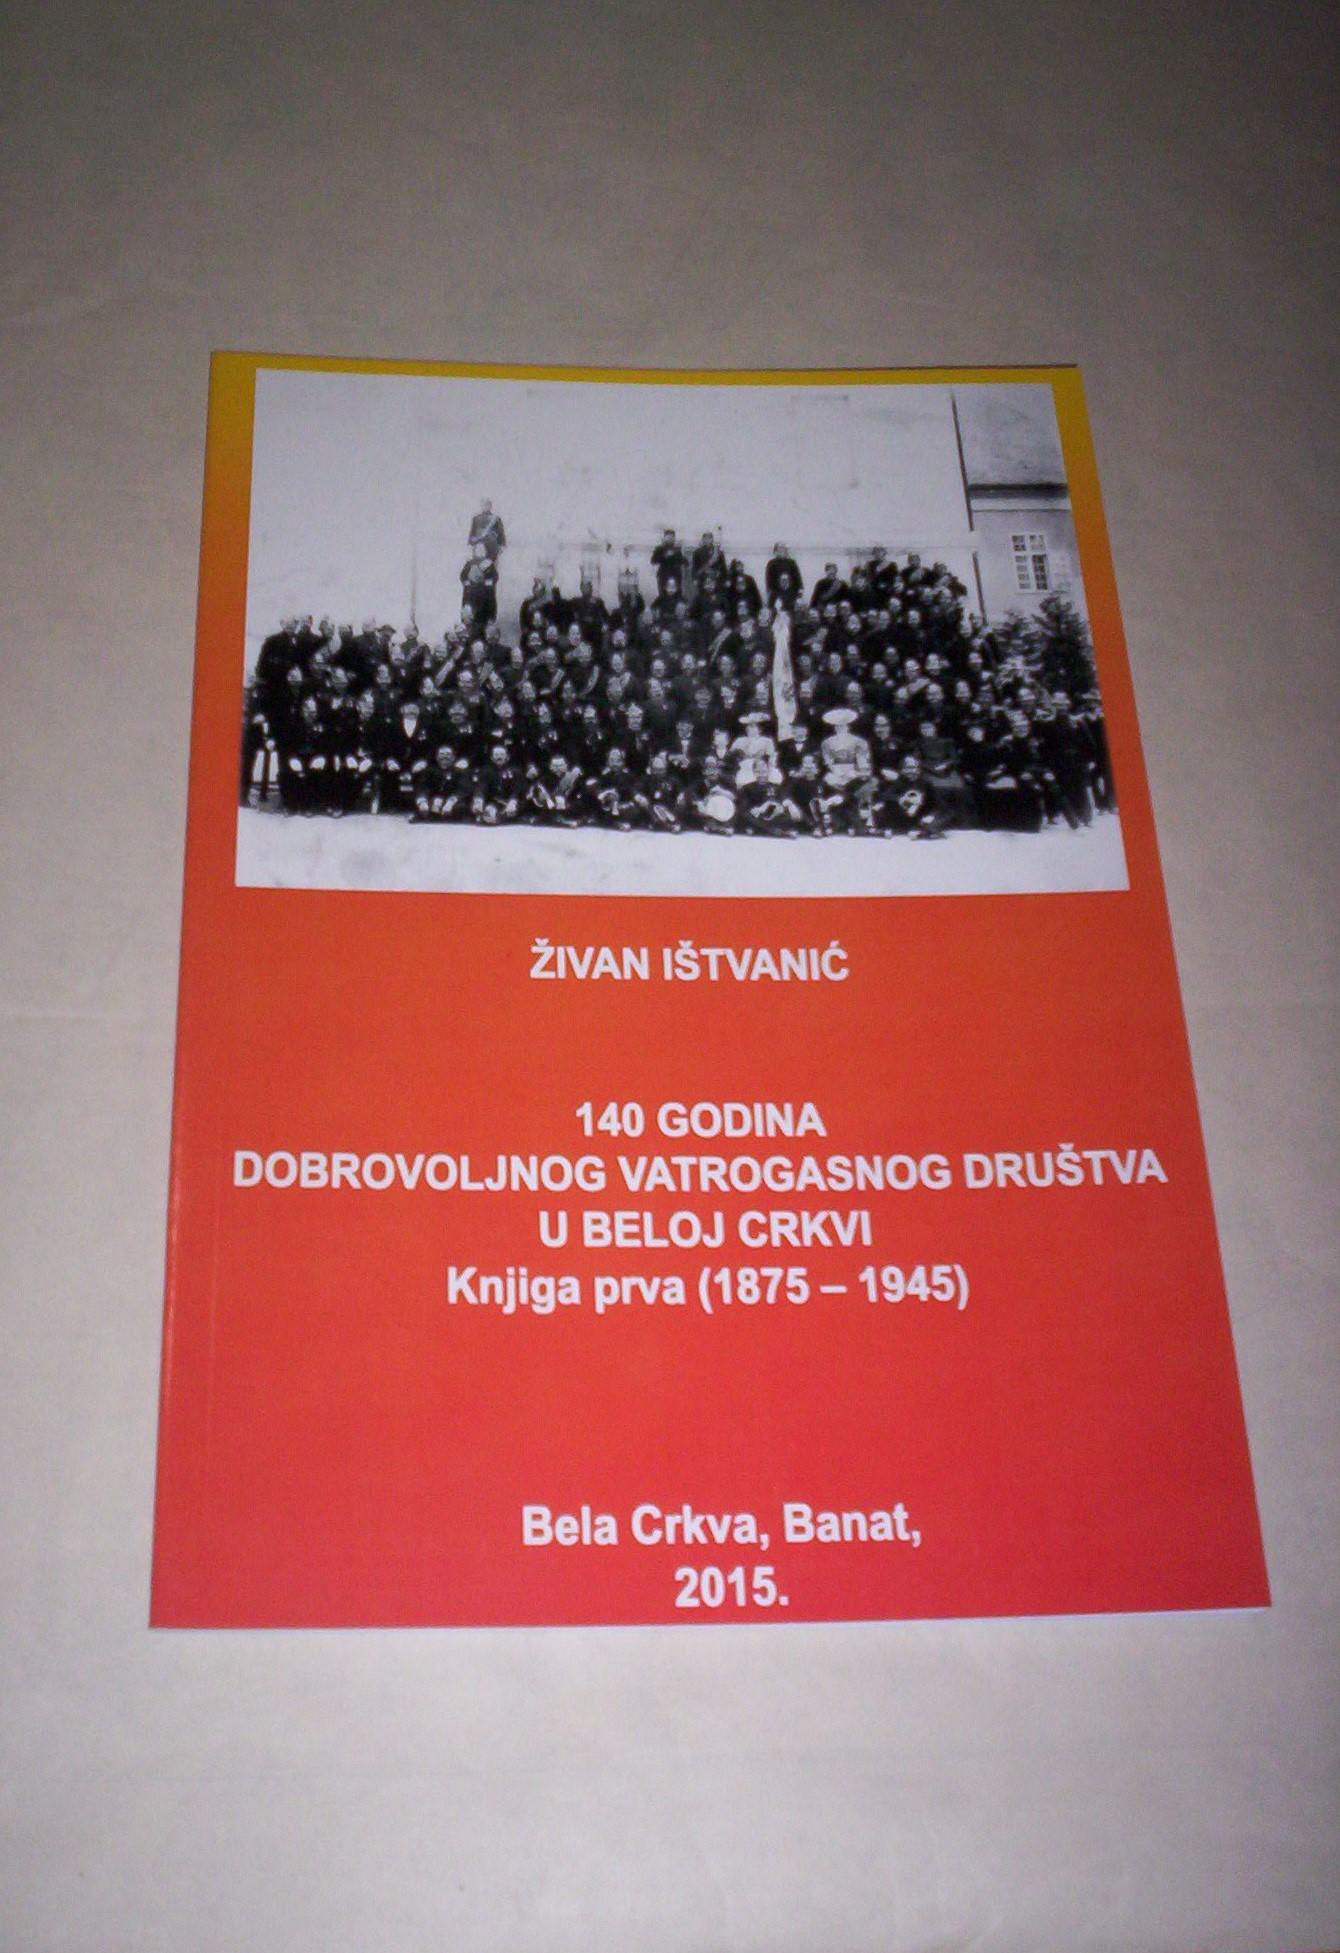 ŽIVAN IŠTVANIĆ
140 GODINA
DOBROVOLJNOG VATROGASNOG DRUŠTVA
U BELOJ CRKVI
Knjiga prva (1875 – 1945)
Bela Crkva, Banat,
2015.